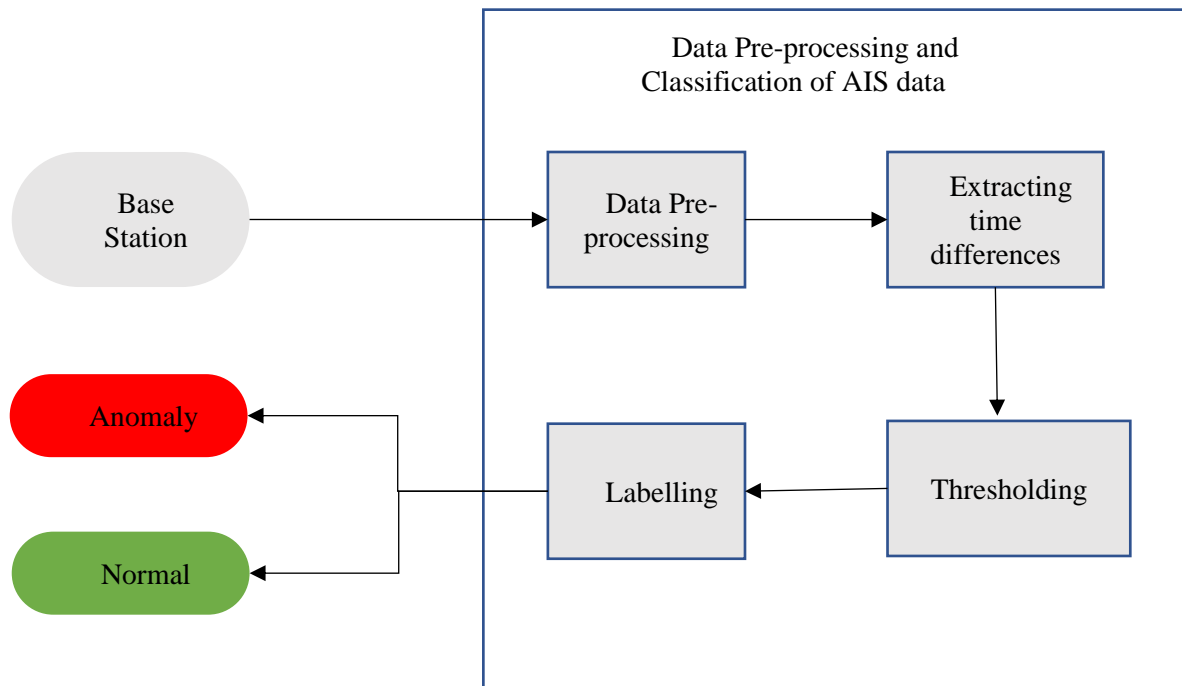 Data Pre-processing and
Classification of AIS data
Base
Station
Data Pre-
processing
Extracting
time
differences
Anomaly
Labelling
Thresholding
Normal